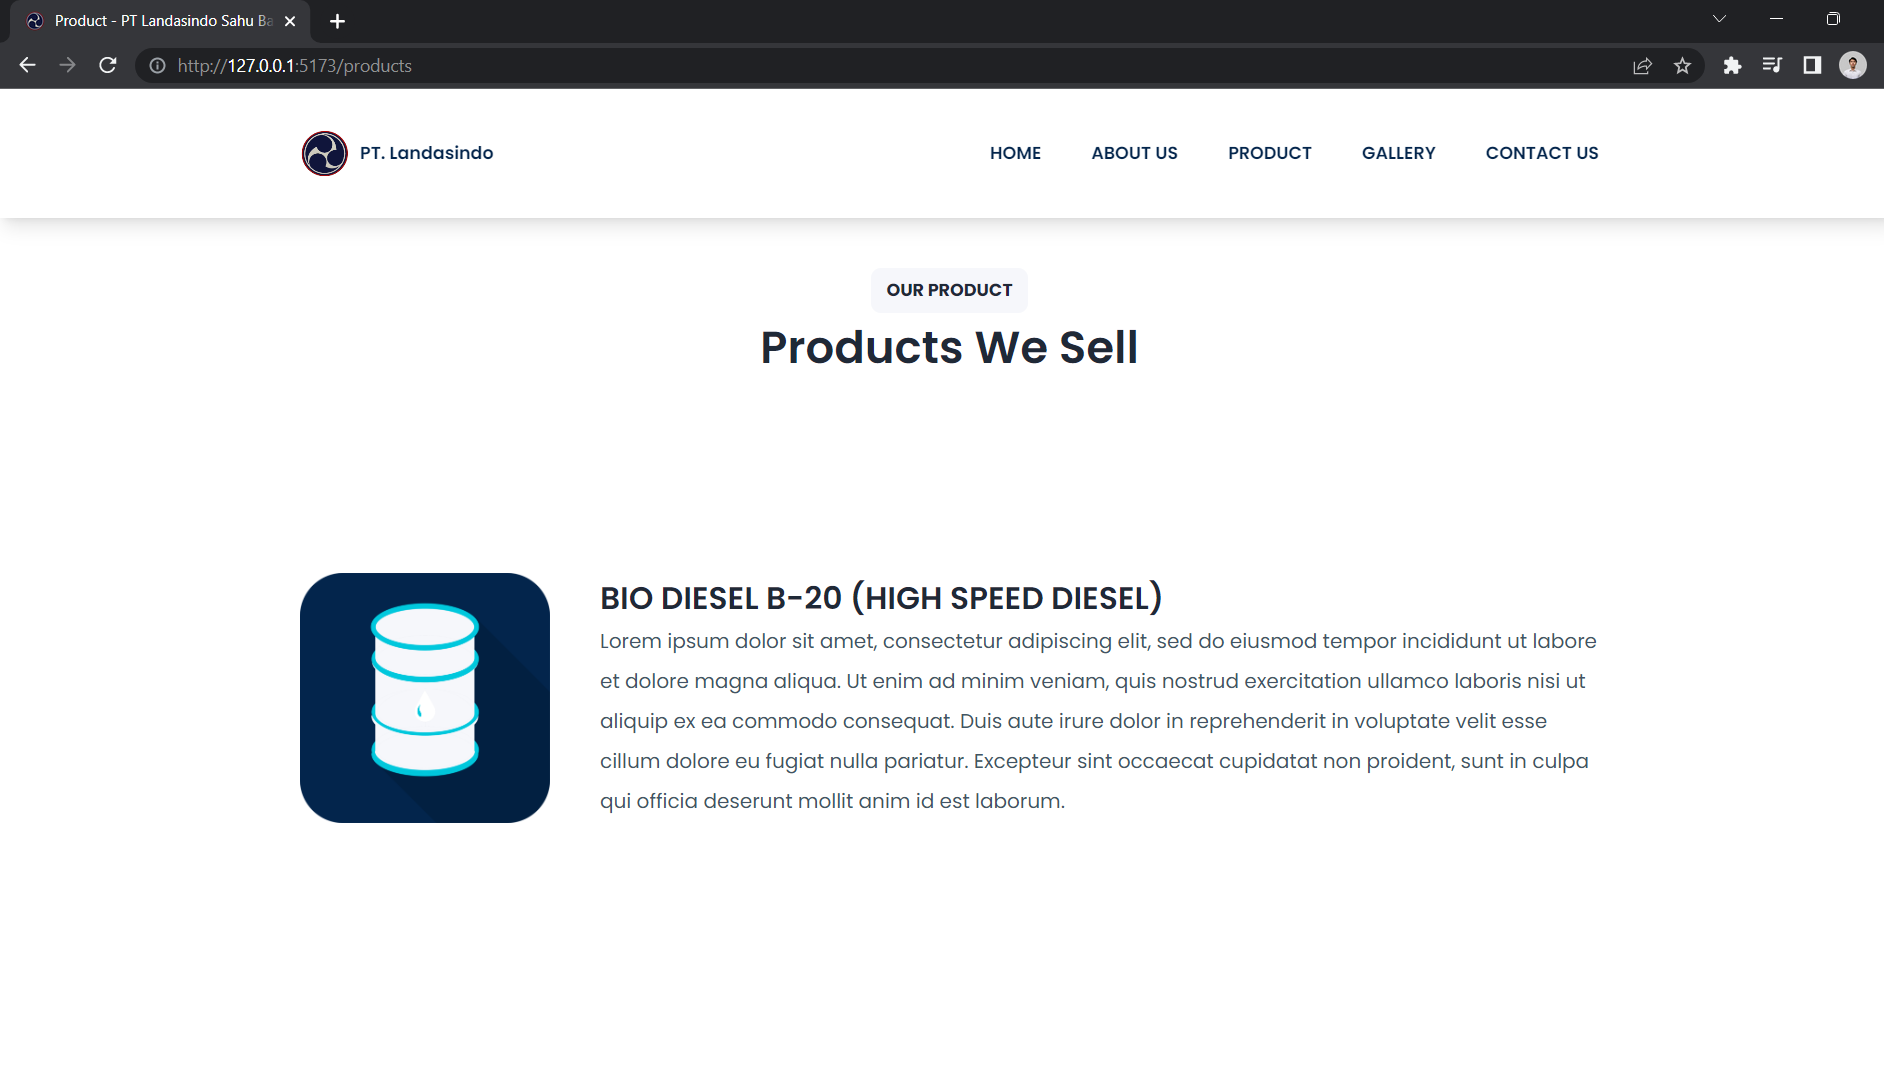 Product - PT Landasindo Sahu Ba
http://127.0.0.1:5173/products
PT. Landasindo
HOME ABOUT US PRODUCT GALLERY CONTACT US
OUR PRODUCT
Products We Sell
BIO DIESEL B-20 (HIGH SPEED DIESEL)
Lorem ipsum dolor sit amet, consectetur adipiscing elit, sed do eiusmod tempor incididunt ut labore
et dolore magna aliqua. Ut enim ad minim veniam, quis nostrud exercitation ullamco laboris nisi ut
aliquip ex ea commodo consequat. Duis aute irure dolor in reprehenderit in voluptate velit esse
cillum dolore eu fugiat nulla pariatur. Excepteur sint occaecat cupidatat non proident, sunt in culpa
qui officia deserunt mollit anim id est laborum.